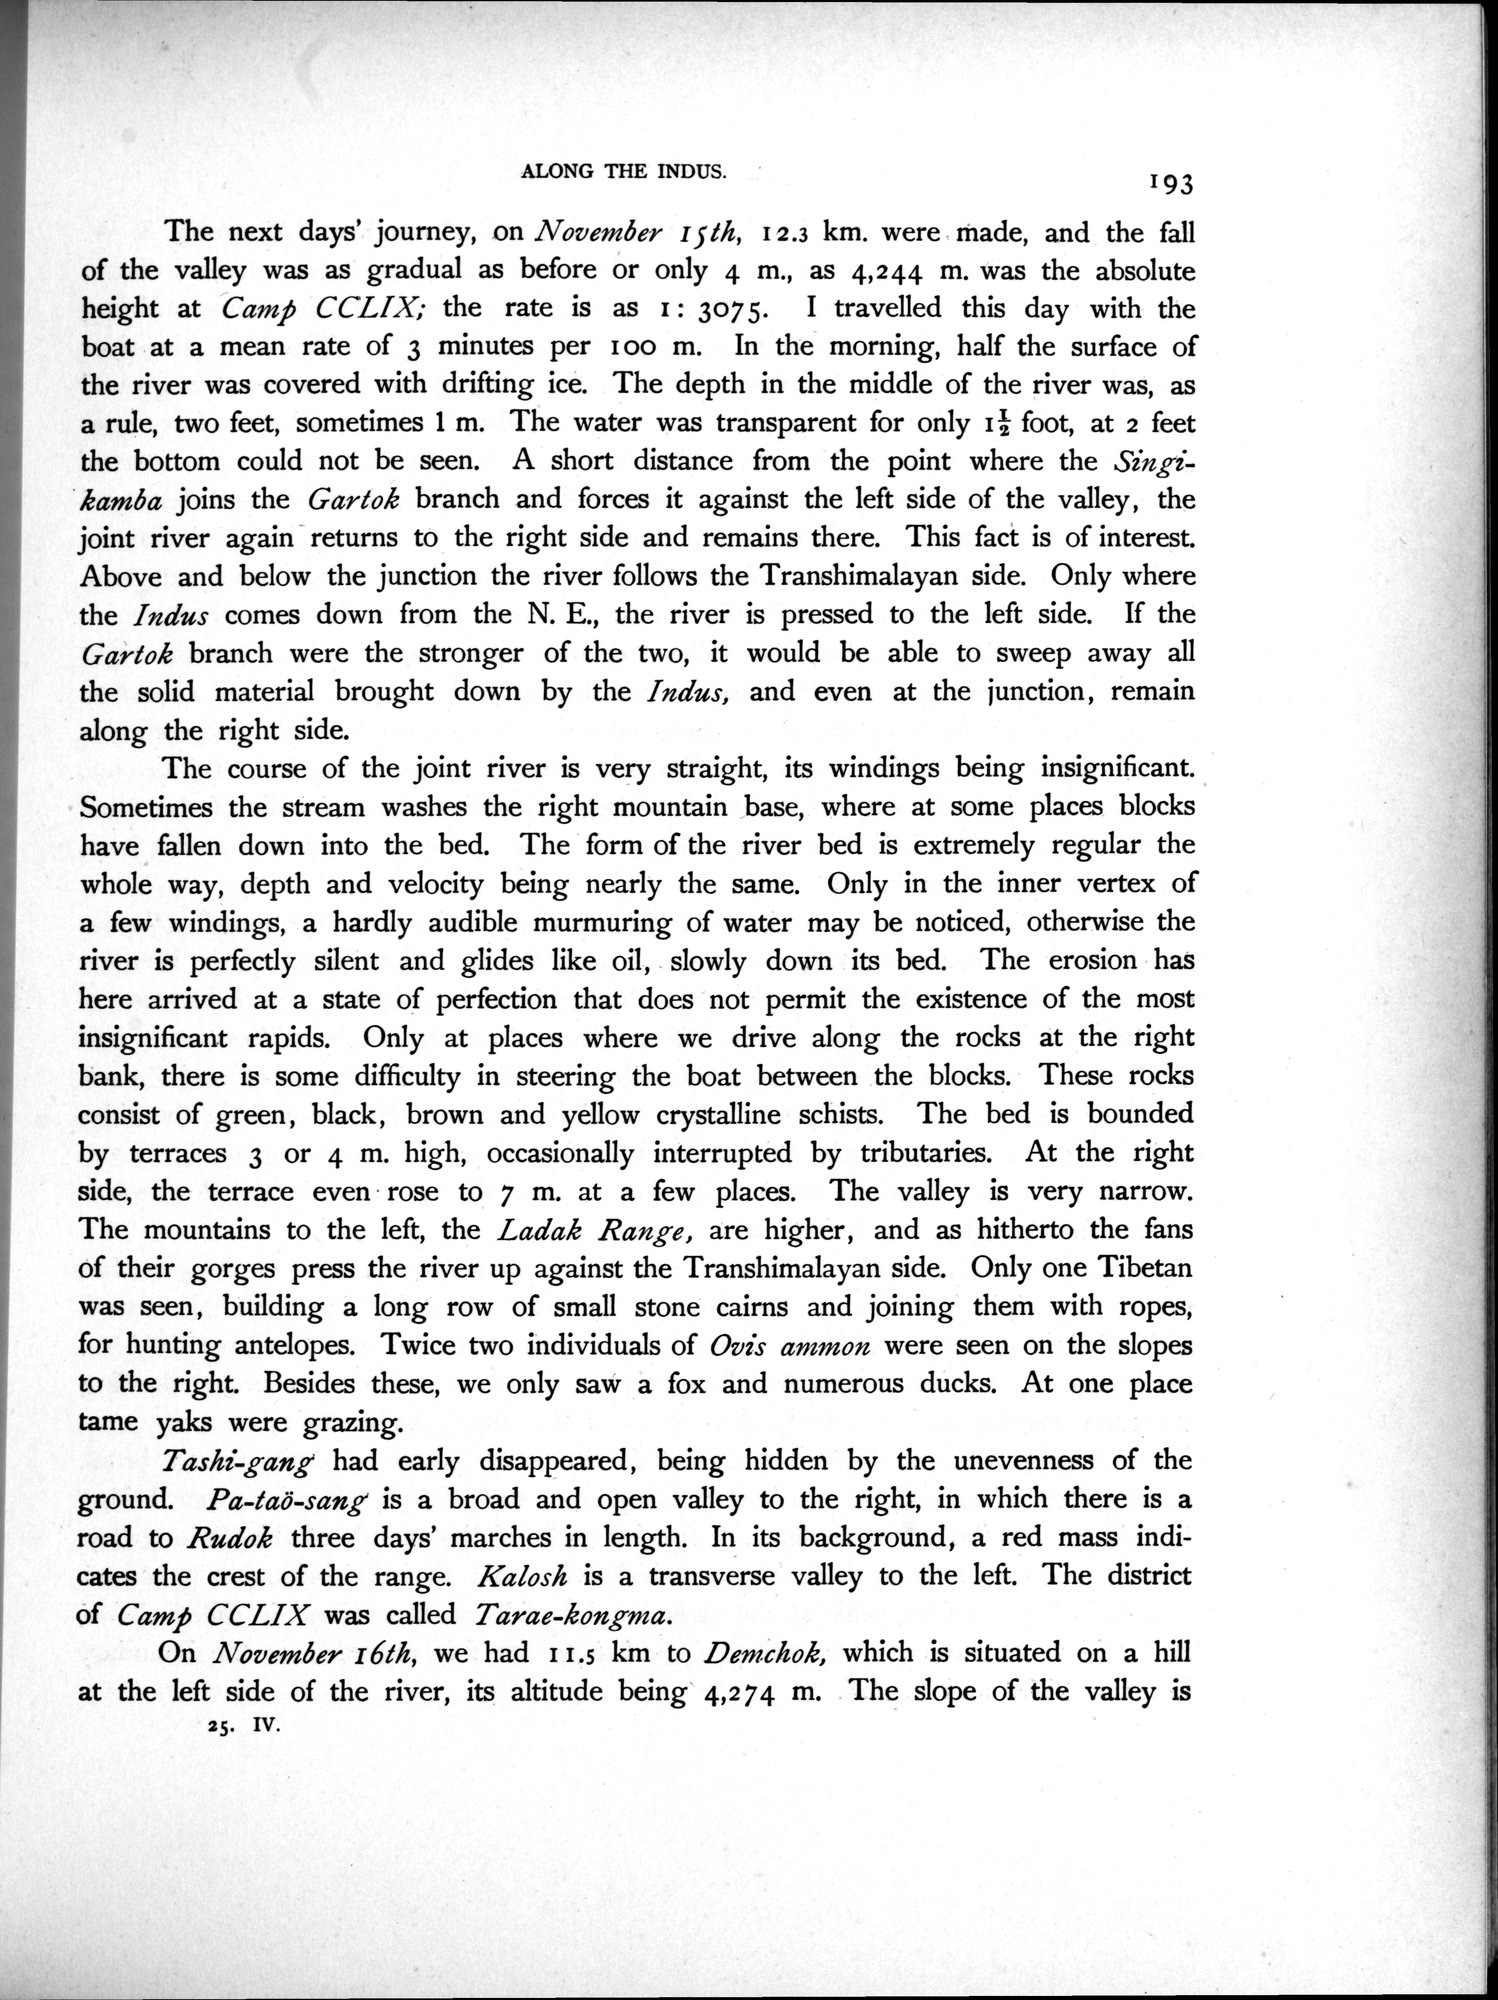 ALONG THE INDUS.
193
The next days' journey, on November 15th, 12.3 km. were made, and the fall
of the valley was as gradual as before or only 4 m., as 4,244 m. was the absolute
height at Camp CCLIX; the rate is as 1: 3075. I travelled this day with the
boat at a mean rate of 3 minutes per 100 m. In the morning, half the surface of
the river was covered with drifting ice. The depth in the middle of the river was, as
a rule, two feet, sometimes 1 m. The water was transparent for only 1½ foot, at 2 feet
the bottom could not be seen. A short distance from the point where the Singi-
kamba joins the Gartok branch and forces it against the left side of the valley, the
joint river again returns to the right side and remains there. This fact is of interest.
Above and below the junction the river follows the Transhimalayan side. Only where
the Indus comes down from the N. E., the river is pressed to the left side. If the
Gartok branch were the stronger of the two, it would be able to sweep away all
the solid material brought down by the Indus, and even at the junction, remain
along the right side.
The course of the joint river is very straight, its windings being insignificant.
Sometimes the stream washes the right mountain base, where at some places blocks
have fallen down into the bed. The form of the river bed is extremely regular the
whole way, depth and velocity being nearly the same. Only in the inner vertex of
a few windings, a hardly audible murmuring of water may be noticed, otherwise the
river is perfectly silent and glides like oil, slowly down its bed. The erosion has
here arrived at a state of perfection that does not permit the existence of the most
insignificant rapids. Only at places where we drive along the rocks at the right
bank, there is some difficulty in steering the boat between the blocks. These rocks
consist of green, black, brown and yellow crystalline schists. The bed is bounded
by terraces 3 or 4 m. high, occasionally interrupted by tributaries. At the right
side, the terrace even rose to 7 m. at a few places. The valley is very narrow.
The mountains to the left, the Ladak Range, are higher, and as hitherto the fans
of their gorges press the river up against the Transhimalayan side. Only one Tibetan
was seen, building a long row of small stone cairns and joining them with ropes,
for hunting antelopes. Twice two individuals of Ovis ammon were seen on the slopes
to the right. Besides these, we only saw a fox and numerous ducks. At one place
tame yaks were grazing.
Tashi-gang had early disappeared, being hidden by the unevenness of the
ground. Pa-taö-sang is a broad and open valley to the right, in which there is a
road to Rudok three days' marches in length. In its background, a red mass indi-
cates the crest of the range. Kalosh is a transverse valley to the left. The district
of Camp CCLIX was called Tarae-kongma.
On November 16th, we had 11.5 km to Demchok, which is situated on a hill
at the left side of the river, its altitude being 4,274 m. The slope of the valley is
25. IV.